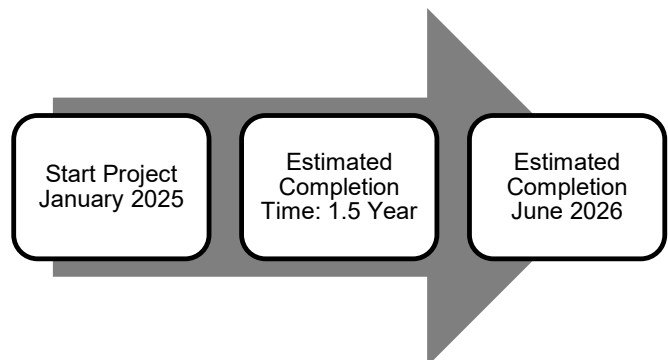 Start Project
January 2025
Estimated
Completion
Time: 1.5 Year
Estimated
Completion
June 2026